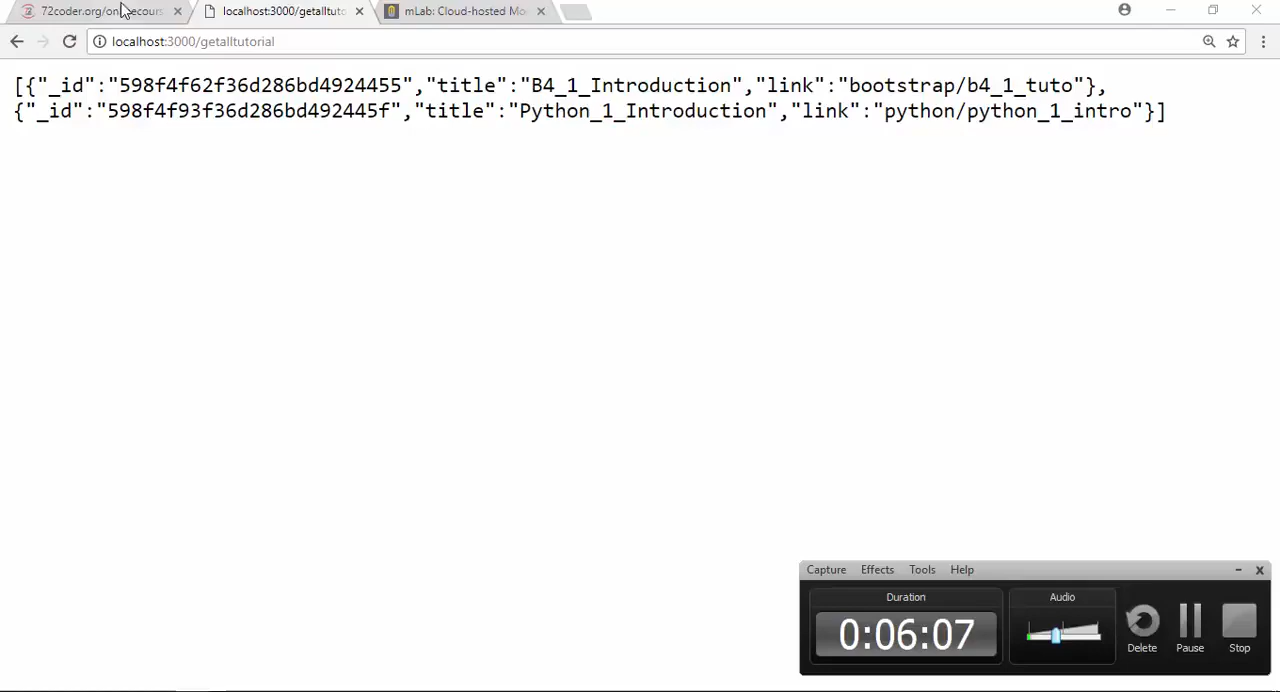 72coder.org/onlinecours
localhost:3000/getalltuto
mLab: Cloud-hosted Mo
localhost:3000/getalltutorial
[{"_id":"598f4f62f36d286bd4924455","title":"B4_1_Introduction","link":"bootstrap/b4_1_tuto"},
{"_id":"598f4f93f36d286bd492445f","title":"Python_1_Introduction","link":"python/python_1_intro"}]
Capture Effects Tools Help
Duration
Audio
0:06:07
Delete Pause Stop